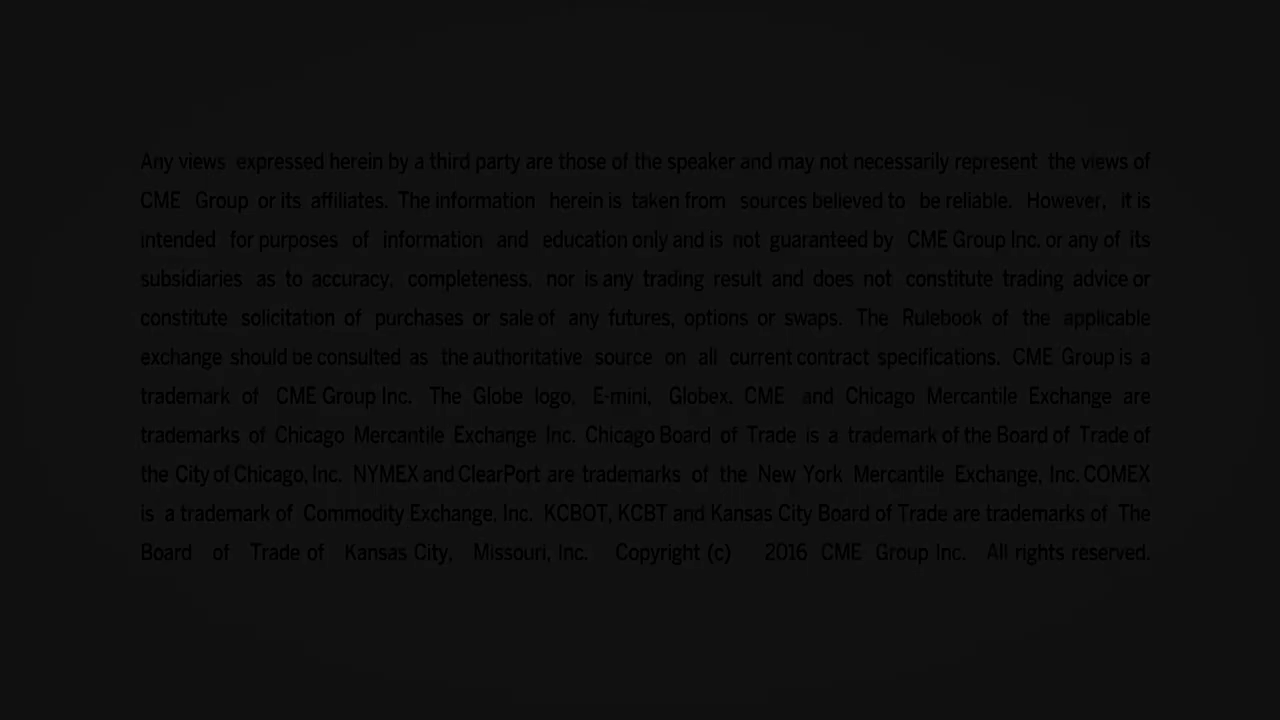 Any views expressed herein by a third party are those of the speaker and may not necessarily represent the views of
CME Group or its affiliates. The information herein is taken from sources believed to be reliable. However, it is
intended for purposes of information and education only and is not guaranteed by CME Group Inc. or any of its
subsidiaries as to accuracy, completeness, nor is any trading result and does not constitute trading advice or
constitute solicitation of purchases or sale of any futures, options or swaps. The Rulebook of the applicable
exchange should be consulted as the authoritative source on all current contract specifications. CME Group is a
trademark of CME Group Inc. The Globe logo, E-mini, Globex, CME and Chicago Mercantile Exchange are
trademarks of Chicago Mercantile Exchange Inc. Chicago Board of Trade is a trademark of the Board of Trade of
the City of Chicago, Inc. NYMEX and ClearPort are trademarks of the New York Mercantile Exchange, Inc. COMEX
is a trademark of Commodity Exchange, Inc. KCBOT, KCBT and Kansas City Board of Trade are trademarks of The
Board of Trade of Kansas City, Missouri, Inc. Copyright (c) 2016 CME Group Inc. All rights reserved.